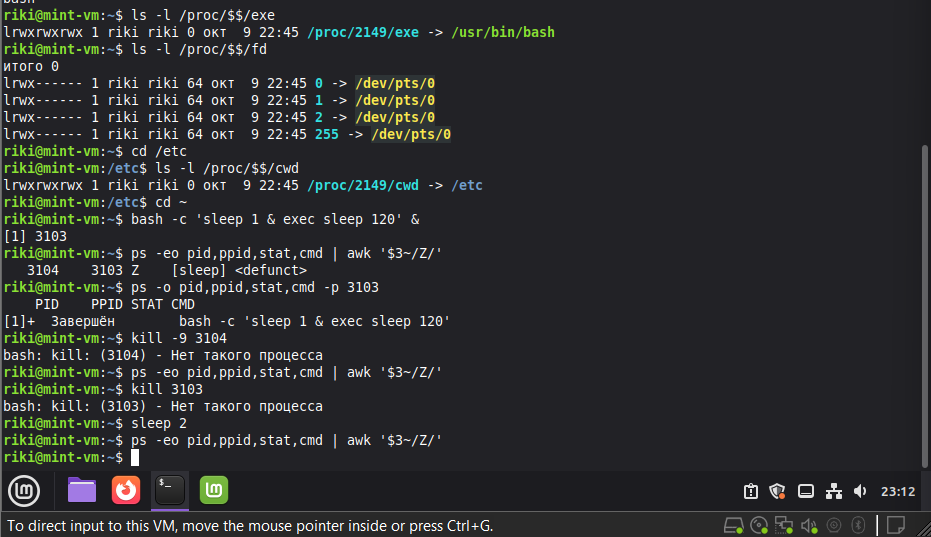 bash
riki@mint-vm:~$ ls -l /proc/$$/exe
lrwxrwxrwx 1 riki riki 0 окт  9 22:45 /proc/2149/exe -> /usr/bin/bash
riki@mint-vm:~$ ls -l /proc/$$/fd
итого 0
lrwx------ 1 riki riki 64 окт  9 22:45 0 -> /dev/pts/0
lrwx------ 1 riki riki 64 окт  9 22:45 1 -> /dev/pts/0
lrwx------ 1 riki riki 64 окт  9 22:45 2 -> /dev/pts/0
lrwx------ 1 riki riki 64 окт  9 22:45 255 -> /dev/pts/0
riki@mint-vm:~$ cd /etc
riki@mint-vm:/etc$ ls -l /proc/$$/cwd
lrwxrwxrwx 1 riki riki 0 окт  9 22:45 /proc/2149/cwd -> /etc
riki@mint-vm:/etc$ cd ~
riki@mint-vm:~$ bash -c 'sleep 1 & exec sleep 120' &
[1] 3103
riki@mint-vm:~$ ps -eo pid,ppid,stat,cmd | awk '$3~/Z/'
   3104    3103 Z    [sleep] <defunct>
riki@mint-vm:~$ ps -o pid,ppid,stat,cmd -p 3103
    PID    PPID STAT CMD
[1]+  Завершён        bash -c 'sleep 1 & exec sleep 120'
riki@mint-vm:~$ kill -9 3104
bash: kill: (3104) - Нет такого процесса
riki@mint-vm:~$ ps -eo pid,ppid,stat,cmd | awk '$3~/Z/'
riki@mint-vm:~$ kill 3103
bash: kill: (3103) - Нет такого процесса
riki@mint-vm:~$ sleep 2
riki@mint-vm:~$ ps -eo pid,ppid,stat,cmd | awk '$3~/Z/'
riki@mint-vm:~$
23:12
To direct input to this VM, move the mouse pointer inside or press Ctrl+G.